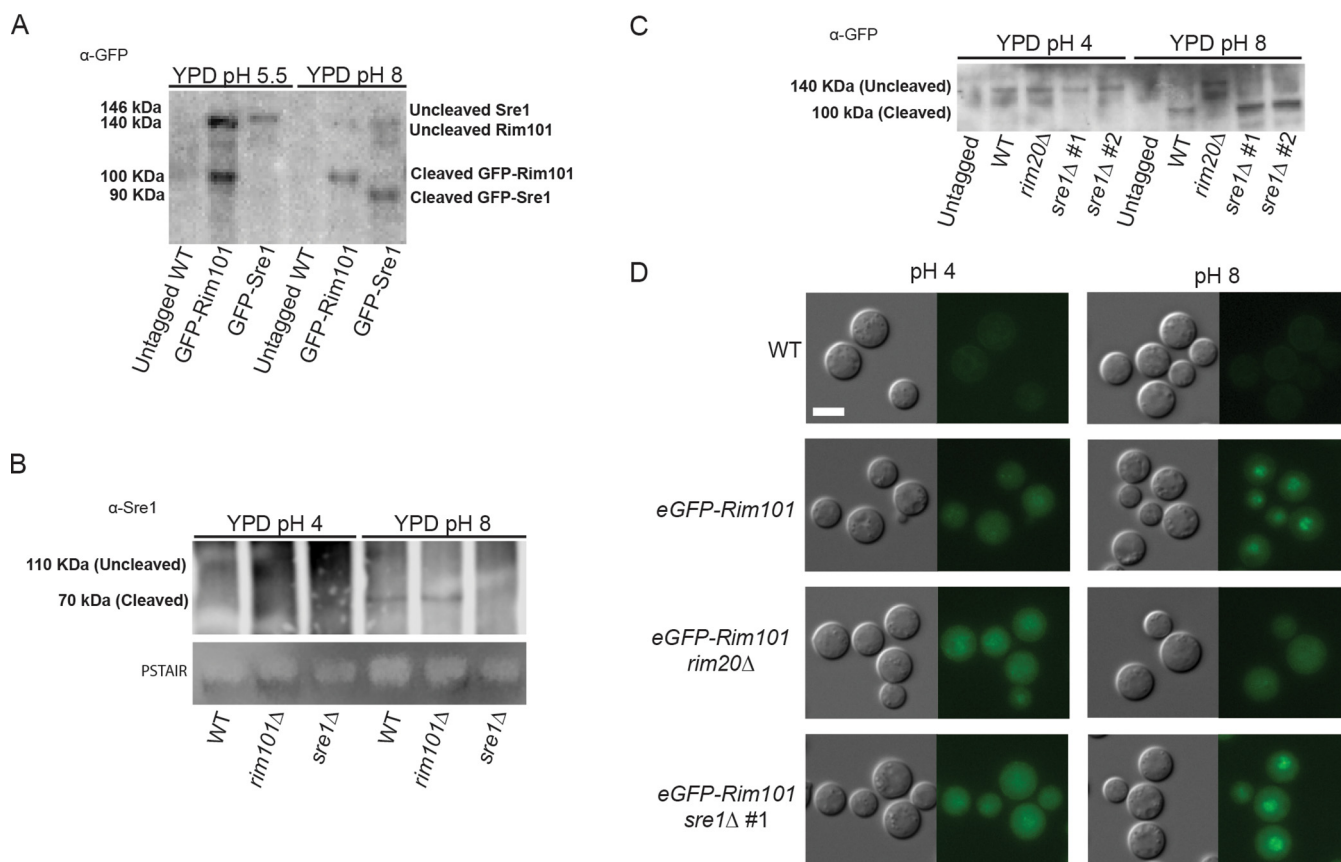 A
α-GFP
YPD pH 5.5
YPD pH 8
146 kDa
140 kDa
100 kDa
90 kDa
Uncleaved Sre1
Uncleaved Rim101
Cleaved GFP-Rim101
Cleaved GFP-Sre1
Untagged WT
GFP-Rim101
GFP-Sre1
Untagged WT
GFP-Rim101
GFP-Sre1
B
α-Sre1
YPD pH 4
YPD pH 8
110 KDa (Uncleaved)
70 kDa (Cleaved)
PSTAIR
WT
rim101Δ
sre1Δ
WT
rim101Δ
sre1Δ
C
α-GFP
YPD pH 4
YPD pH 8
140 KDa (Uncleaved)
100 kDa (Cleaved)
Untagged
WT
rim20Δ
sre1Δ #1
sre1Δ #2
Untagged
WT
rim20Δ
sre1Δ #1
sre1Δ #2
D
pH 4
pH 8
WT
eGFP-Rim101
eGFP-Rim101
rim20Δ
eGFP-Rim101
sre1Δ #1